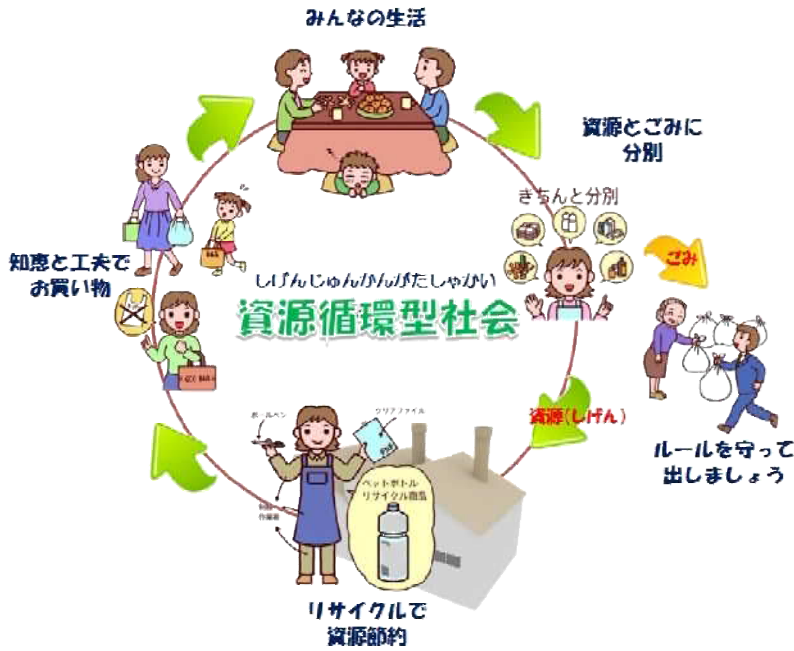 みんなの生活
資源とごみに
分別
きちんと分別
ごみ
知恵と工夫で
お買い物
しげんじゅんかんがたしゃかい
資源循環型社会
資源(しげん)
ルールを守って
出しましょう
ボールペン
クリアファイル
ペットボトル
リサイクル商品
リサイクルで
資源節約